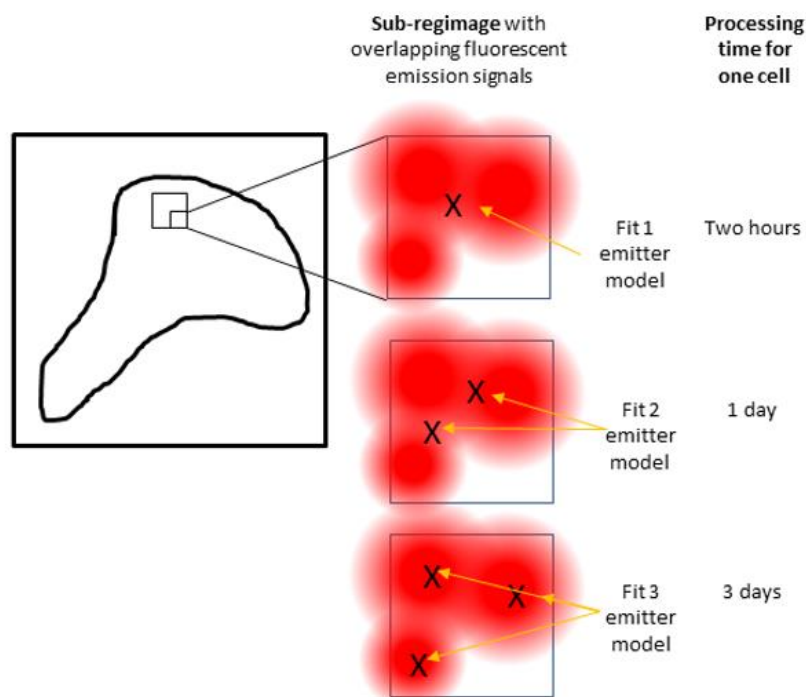 Sub-regimage with
overlapping fluorescent
emission signals
Processing
time for
one cell
X
Fit 1
emitter
model
Two hours
X
X
Fit 2
emitter
model
1 day
X
X
X
Fit 3
emitter
model
3 days